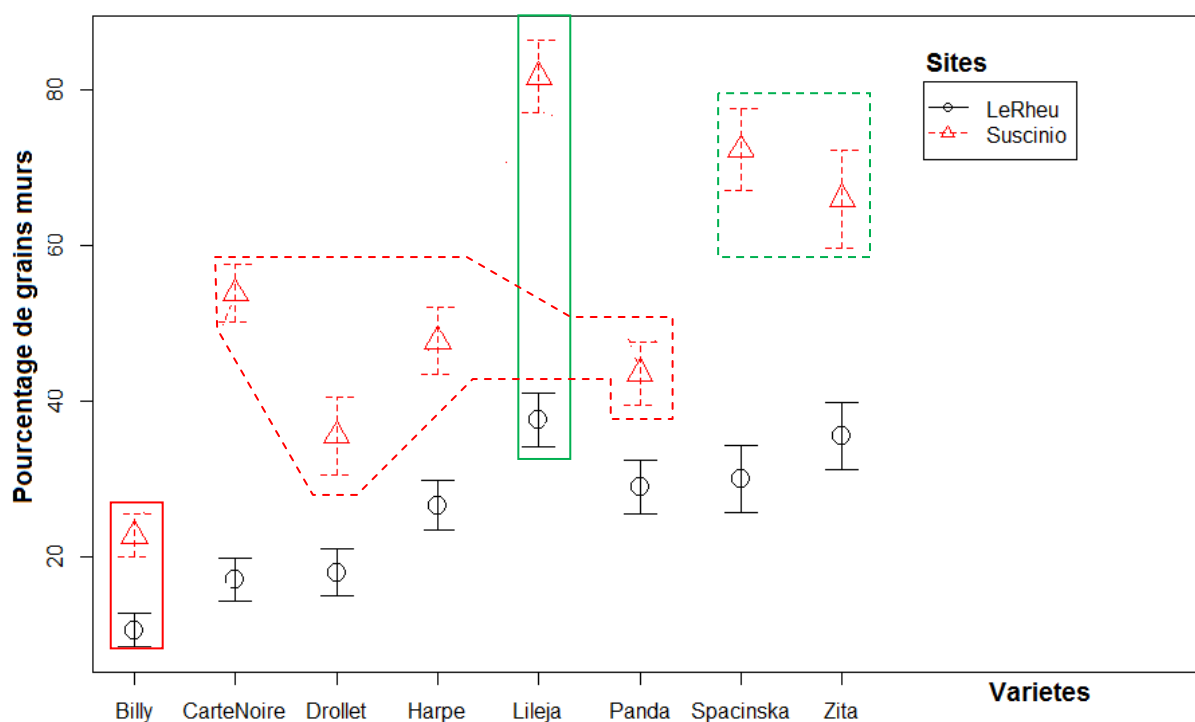 Pourcentage de grains murs
80
60
40
20
Sites
LeRheu
Suscinio
Billy CarteNoire Drollet Harpe Lileja Panda Spacinska Zita
Varietes